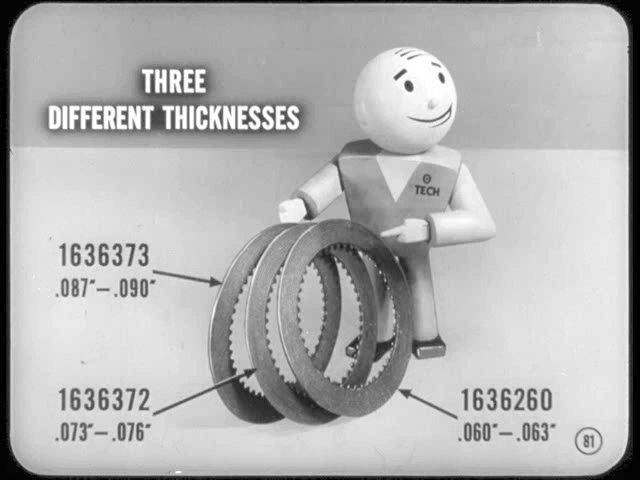 THREE
DIFFERENT THICKNESSES
TECH
1636373
.087"–.090"
1636372
.073"–.076"
1636260
.060"–.063"
81